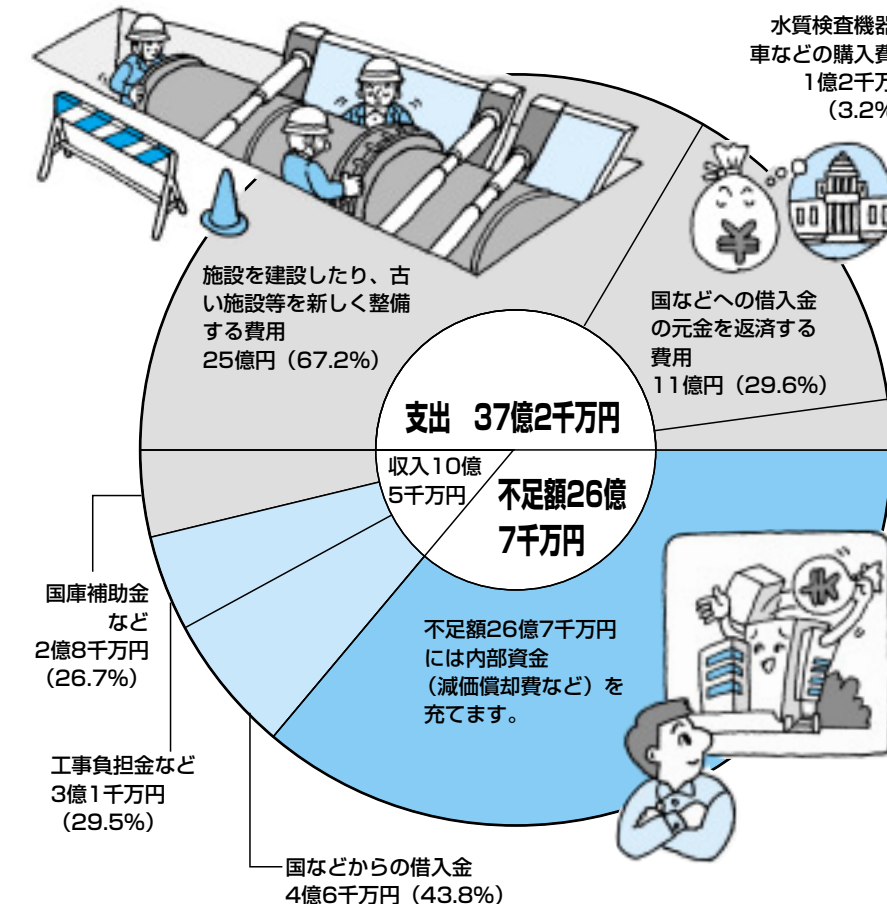 水質検査機器
車などの購入費
1億2千万
(3.2%
施設を建設したり、古
い施設等を新しく整備
する費用
25億円（67.2%）
国などへの借入金
の元金を返済する
費用
11億円（29.6%）
支出 37億2千万円
収入10億
5千万円
不足額26億
7千万円
国庫補助金
など
2億8千万円
（26.7%）
不足額26億7千万円
には内部資金
（減価償却費など）を
充てます。
工事負担金など
3億1千万円
（29.5%）
国などからの借入金
4億6千万円（43.8%）